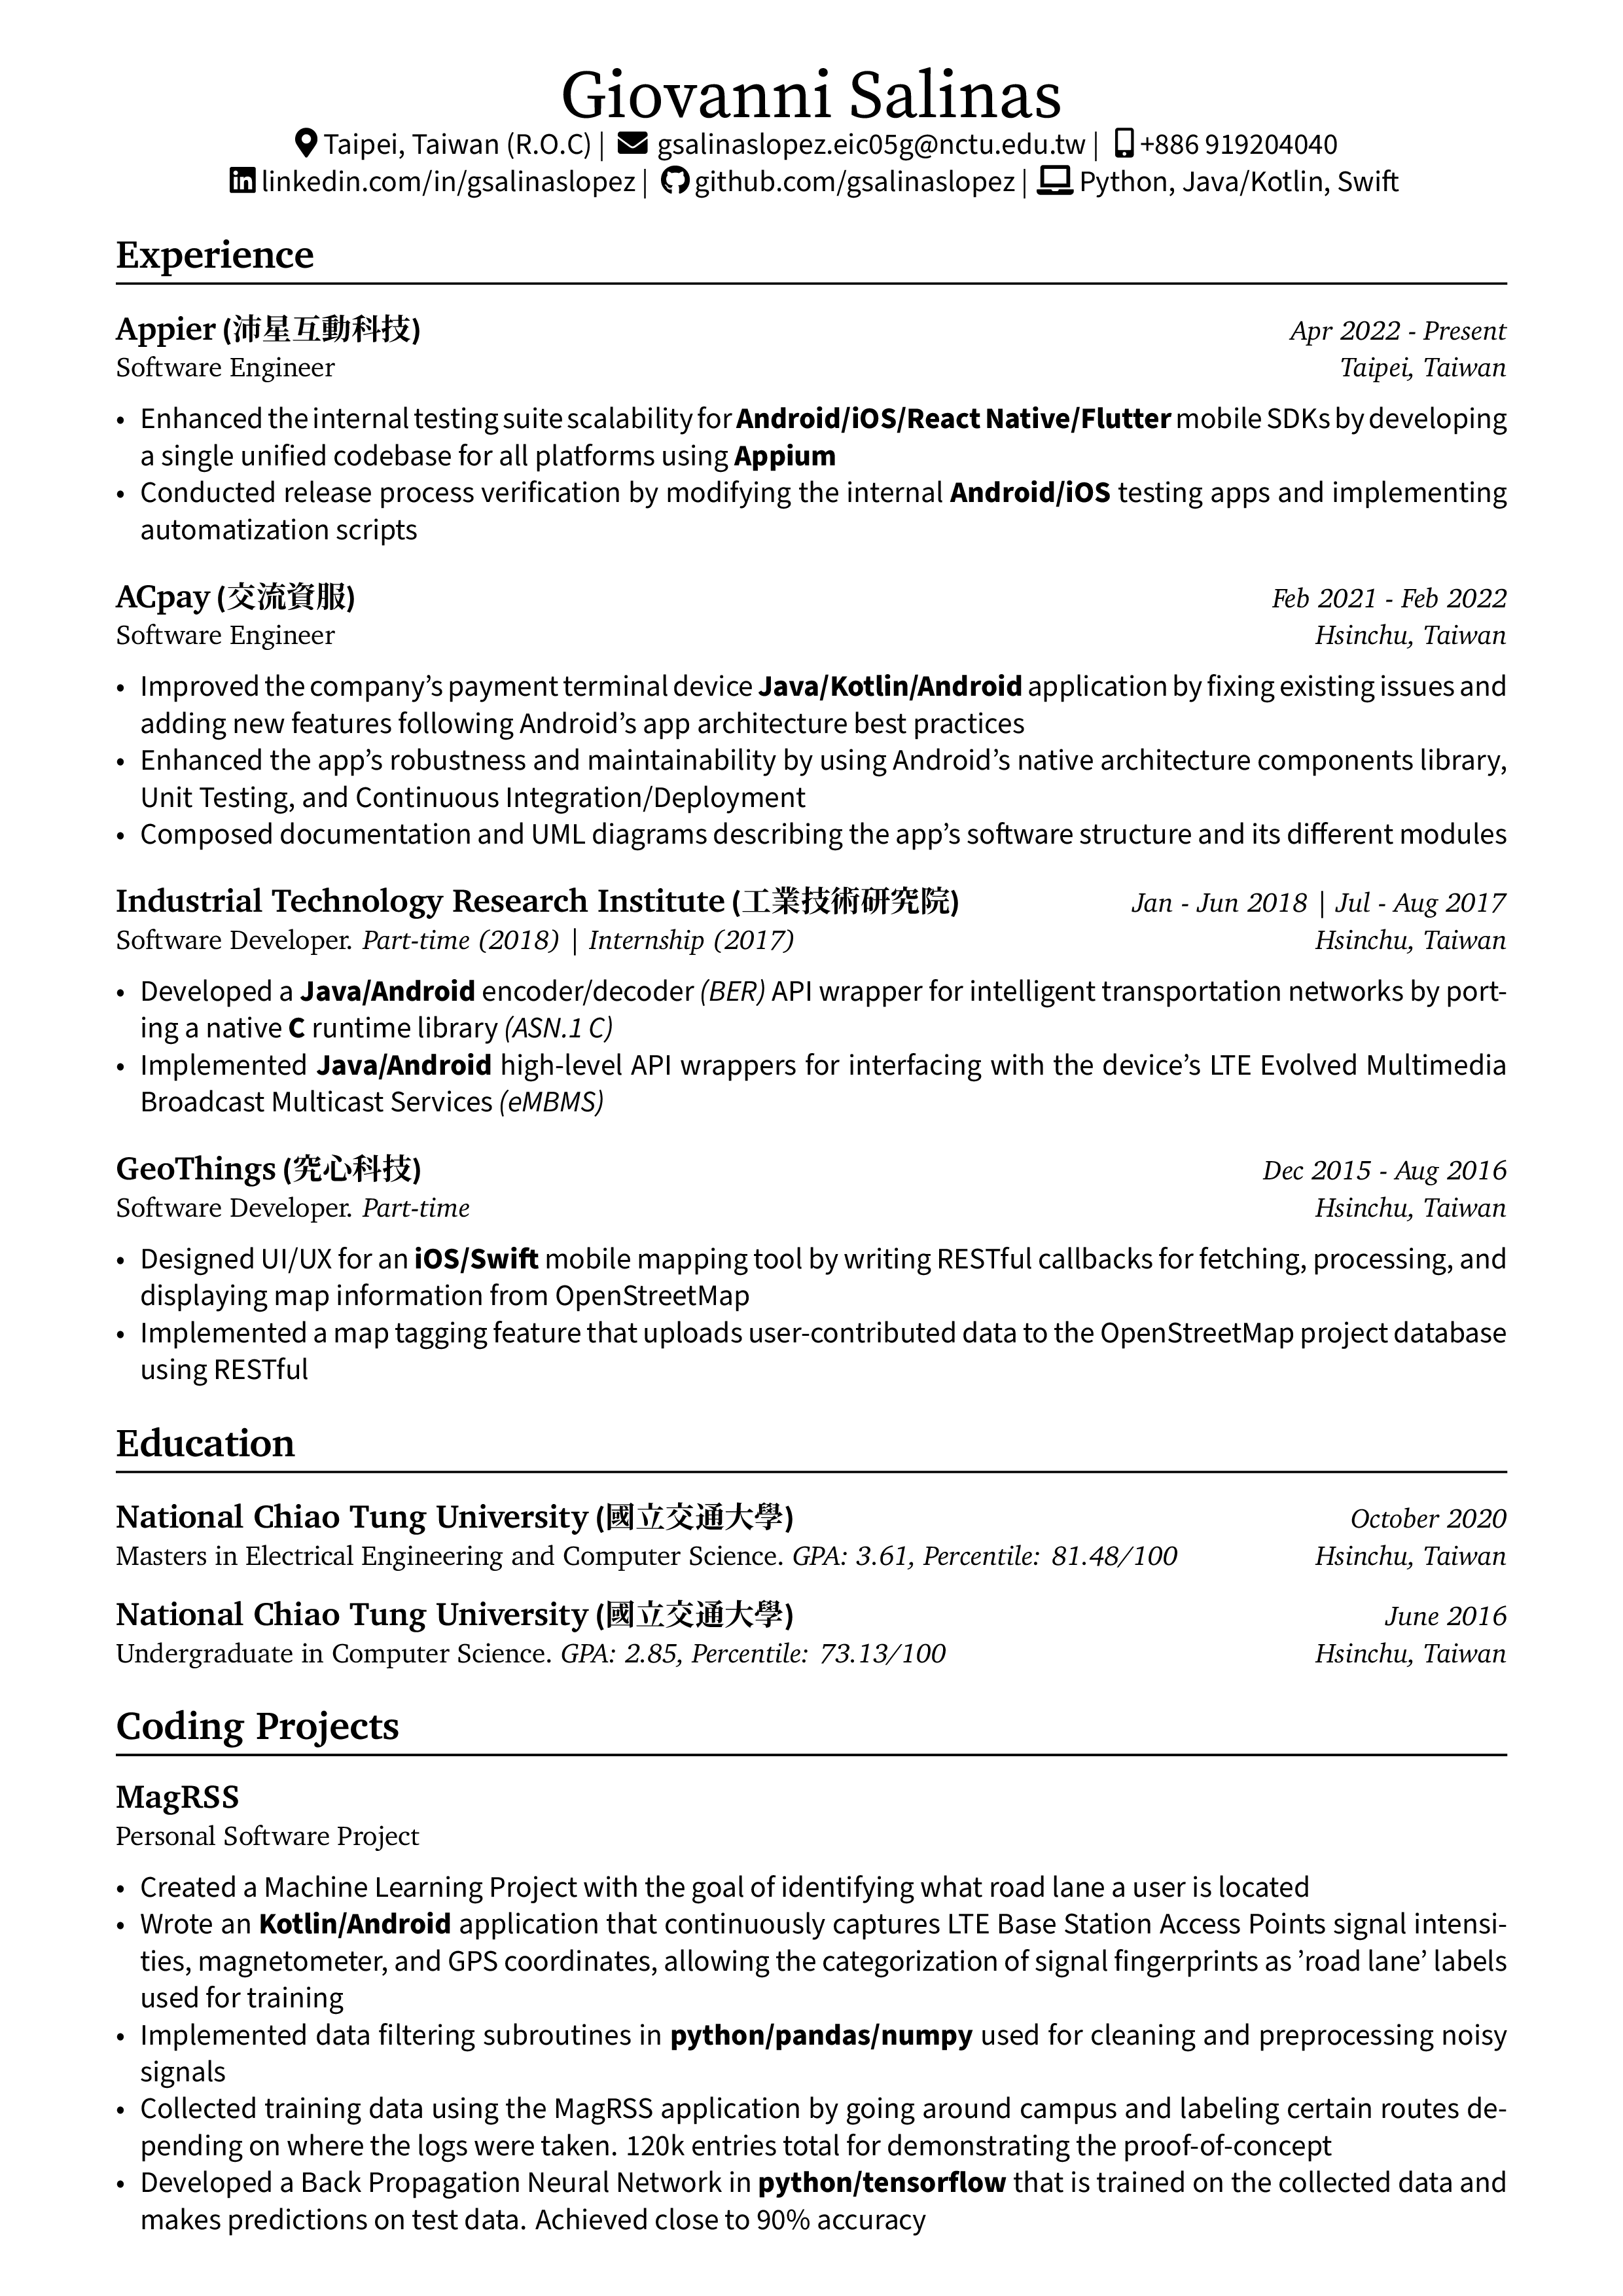 Giovanni Salinas
Taipei, Taiwan (R.O.C) | gsalinaslopez.eic05g@nctu.edu.tw | +886 919204040
linkedin.com/in/gsalinaslopez | github.com/gsalinaslopez | Python, Java/Kotlin, Swift
Experience
Appier (沛星互動科技) Apr 2022 - Present
Software Engineer Taipei, Taiwan
• Enhanced the internal testing suite scalability for Android/iOS/React Native/Flutter mobile SDKs by developing
a single unified codebase for all platforms using Appium
• Conducted release process verification by modifying the internal Android/iOS testing apps and implementing
automatization scripts
ACpay (交流資服) Feb 2021 - Feb 2022
Software Engineer Hsinchu, Taiwan
• Improved the company’s payment terminal device Java/Kotlin/Android application by fixing existing issues and
adding new features following Android’s app architecture best practices
• Enhanced the app’s robustness and maintainability by using Android’s native architecture components library,
Unit Testing, and Continuous Integration/Deployment
• Composed documentation and UML diagrams describing the app’s software structure and its different modules
Industrial Technology Research Institute (工業技術研究院) Jan - Jun 2018 | Jul - Aug 2017
Software Developer. Part-time (2018) | Internship (2017) Hsinchu, Taiwan
• Developed a Java/Android encoder/decoder (BER) API wrapper for intelligent transportation networks by port-
ing a native C runtime library (ASN.1 C)
• Implemented Java/Android high-level API wrappers for interfacing with the device’s LTE Evolved Multimedia
Broadcast Multicast Services (eMBMS)
GeoThings (究心科技) Dec 2015 - Aug 2016
Software Developer. Part-time Hsinchu, Taiwan
• Designed UI/UX for an iOS/Swift mobile mapping tool by writing RESTful callbacks for fetching, processing, and
displaying map information from OpenStreetMap
• Implemented a map tagging feature that uploads user-contributed data to the OpenStreetMap project database
using RESTful
Education
National Chiao Tung University (國立交通大學) October 2020
Masters in Electrical Engineering and Computer Science. GPA: 3.61, Percentile: 81.48/100 Hsinchu, Taiwan
National Chiao Tung University (國立交通大學) June 2016
Undergraduate in Computer Science. GPA: 2.85, Percentile: 73.13/100 Hsinchu, Taiwan
Coding Projects
MagRSS
Personal Software Project
• Created a Machine Learning Project with the goal of identifying what road lane a user is located
• Wrote an Kotlin/Android application that continuously captures LTE Base Station Access Points signal intensi-
ties, magnetometer, and GPS coordinates, allowing the categorization of signal fingerprints as ’road lane’ labels
used for training
• Implemented data filtering subroutines in python/pandas/numpy used for cleaning and preprocessing noisy
signals
• Collected training data using the MagRSS application by going around campus and labeling certain routes de-
pending on where the logs were taken. 120k entries total for demonstrating the proof-of-concept
• Developed a Back Propagation Neural Network in python/tensorflow that is trained on the collected data and
makes predictions on test data. Achieved close to 90% accuracy